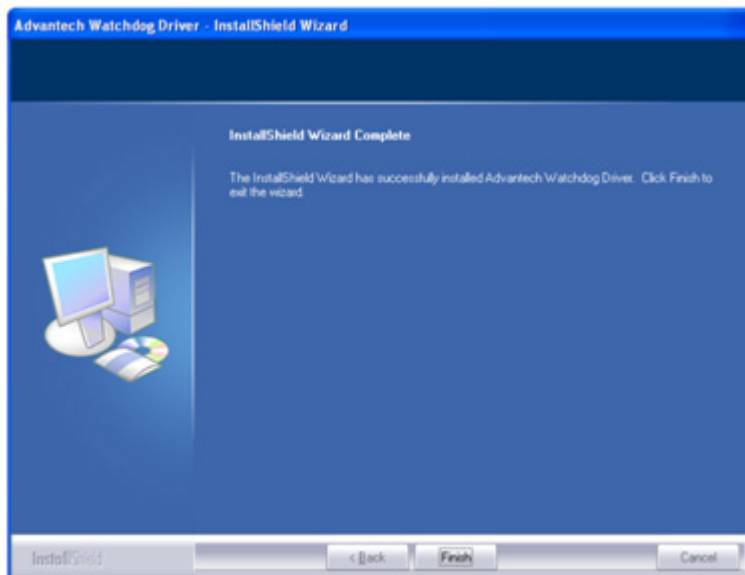 Advantech Watchdog Driver - InstallShield Wizard
InstallShield Wizard Complete
The InstallShield Wizard has successfully installed Advantech Watchdog Driver. Click Finish to
exit the wizard.
InstallShield
< Back
Finish
Cancel